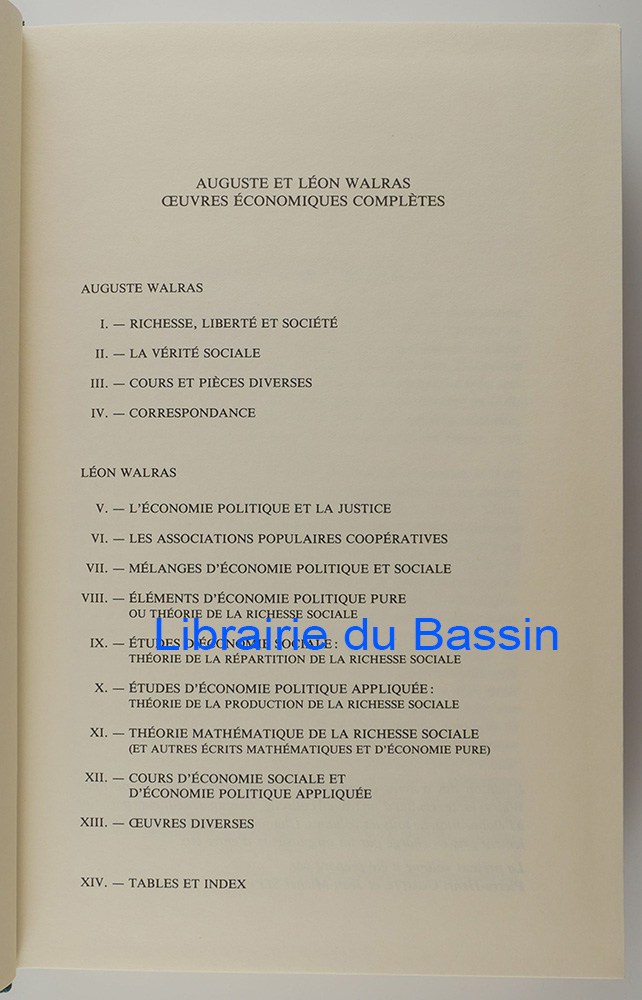 AUGUSTE ET LÉON WALRAS
ŒUVRES ÉCONOMIQUES COMPLÈTES
AUGUSTE WALRAS
I. — RICHESSE, LIBERTÉ ET SOCIÉTÉ
II. — LA VÉRITÉ SOCIALE
III. — COURS ET PIÈCES DIVERSES
IV. — CORRESPONDANCE
LÉON WALRAS
V. — L'ÉCONOMIE POLITIQUE ET LA JUSTICE
VI. — LES ASSOCIATIONS POPULAIRES COOPÉRATIVES
VII. — MÉLANGES D'ÉCONOMIE POLITIQUE ET SOCIALE
VIII. — ÉLÉMENTS D'ÉCONOMIE POLITIQUE PURE
OU THÉORIE DE LA RICHESSE SOCIALE
Librairie du Bassin
IX. — ÉTUDES D'ÉCONOMIE SOCIALE :
THÉORIE DE LA RÉPARTITION DE LA RICHESSE SOCIALE
X. — ÉTUDES D'ÉCONOMIE POLITIQUE APPLIQUÉE :
THÉORIE DE LA PRODUCTION DE LA RICHESSE SOCIALE
XI. — THÉORIE MATHÉMATIQUE DE LA RICHESSE SOCIALE
(ET AUTRES ÉCRITS MATHÉMATIQUES ET D'ÉCONOMIE PURE)
XII. — COURS D'ÉCONOMIE SOCIALE ET
D'ÉCONOMIE POLITIQUE APPLIQUÉE
XIII. — ŒUVRES DIVERSES
XIV. — TABLES ET INDEX